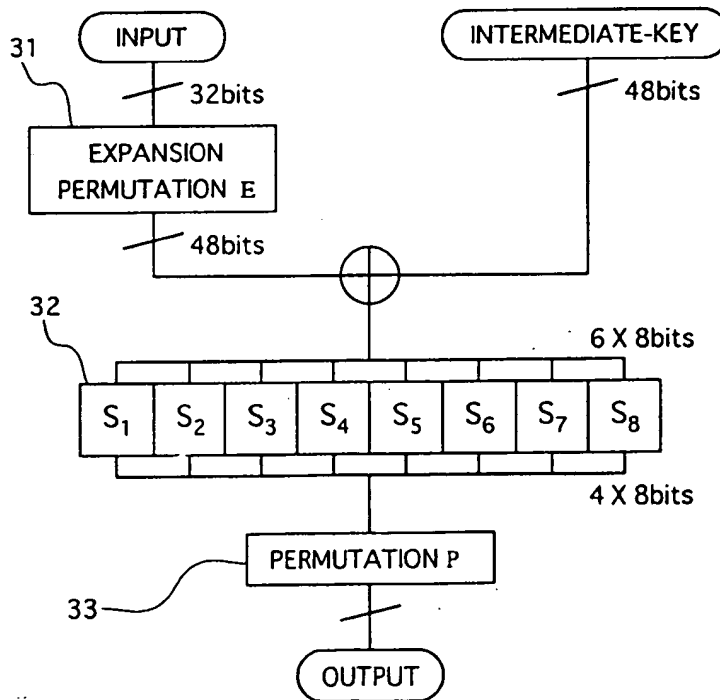 INPUT
INTERMEDIATE-KEY
31
32bits
48bits
EXPANSION
PERMUTATION E
48bits
32
6 X 8bits
S1 S2 S3 S4 S5 S6 S7 S8
4 X 8bits
PERMUTATION P
33
OUTPUT